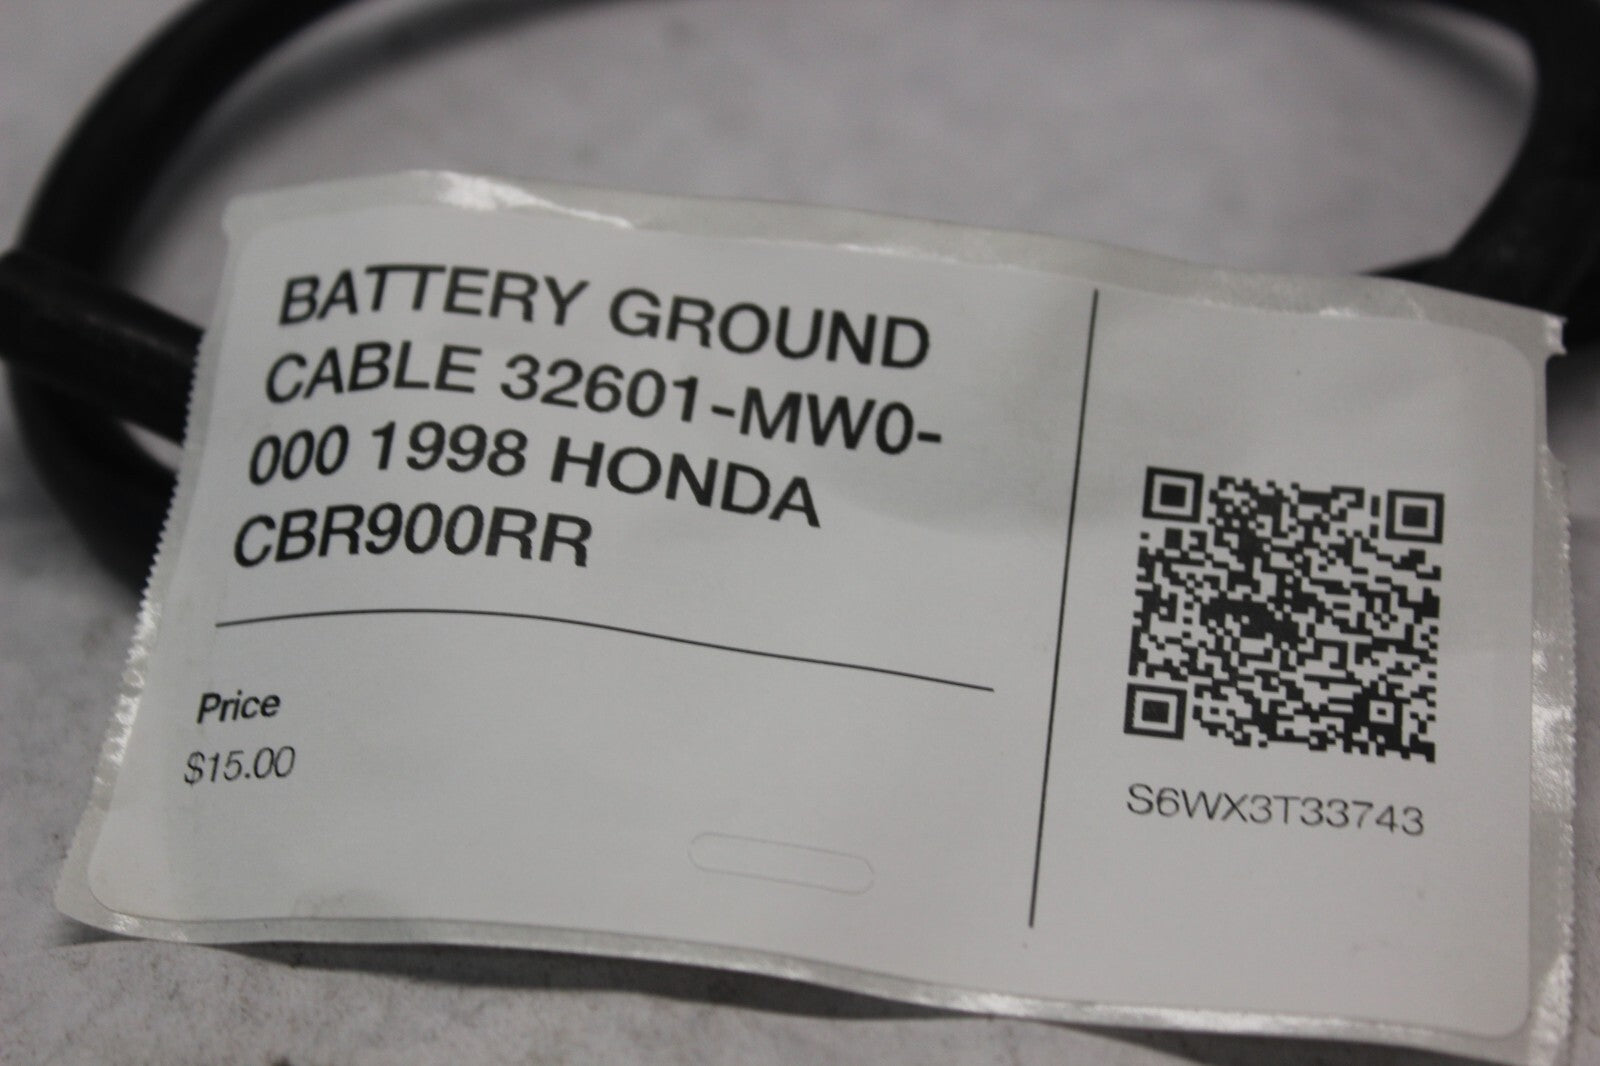 BATTERY GROUND
CABLE 32601-MW0-
000 1998 HONDA
CBR900RR
Price
$15.00
S6WX3T33743